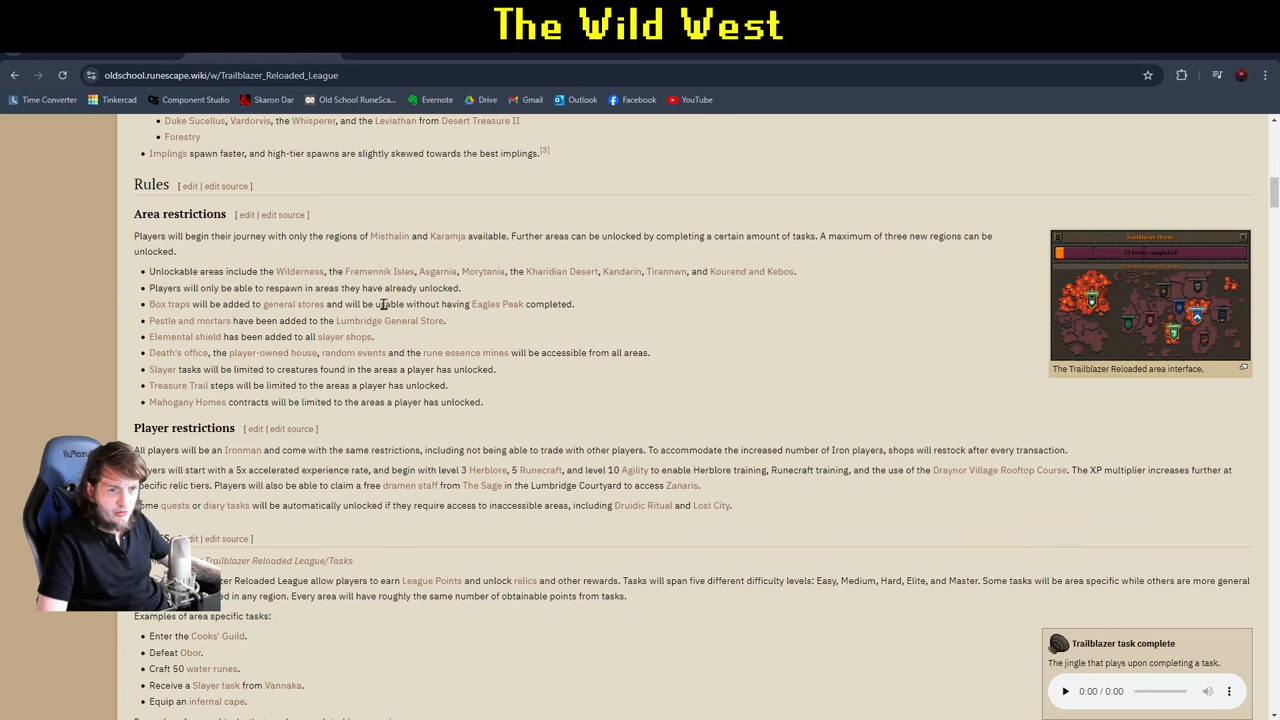 The Wild West
oldschool.runescape.wiki/w/Trailblazer_Reloaded_League
Time Converter Tinkercad Component Studio Skaron Dar Old School RuneSca... Evernote Drive Gmail Outlook Facebook YouTube
Duke Sucellus, Vardorvis, the Whisperer, and the Leviathan from Desert Treasure II
Forestry
Implings spawn faster, and high-tier spawns are slightly skewed towards the best implings.[3]
Rules [ edit | edit source ]
Area restrictions [ edit | edit source ]
Players will begin their journey with only the regions of Misthalin and Karamja available. Further areas can be unlocked by completing a certain amount of tasks. A maximum of three new regions can be
unlocked.
Unlockable areas include the Wilderness, the Fremennik Isles, Asgarnia, Morytania, the Kharidian Desert, Kandarin, Tirannwn, and Kourend and Kebos.
Players will only be able to respawn in areas they have already unlocked.
Box traps will be added to general stores and will be usable without having Eagles Peak completed.
Pestle and mortars have been added to the Lumbridge General Store.
Elemental shield has been added to all slayer shops.
Death's office, the player-owned house, random events and the rune essence mines will be accessible from all areas.
Slayer tasks will be limited to creatures found in the areas a player has unlocked.
Treasure Trail steps will be limited to the areas a player has unlocked.
Mahogany Homes contracts will be limited to the areas a player has unlocked.
Trailblazer Areas
The Trailblazer Reloaded area interface.
Player restrictions [ edit | edit source ]
All players will be an Ironman and come with the same restrictions, including not being able to trade with other players. To accommodate the increased number of Iron players, shops will restock after every transaction.
yers will start with a 5x accelerated experience rate, and begin with level 3 Herblore, 5 Runecraft, and level 10 Agility to enable Herblore training, Runecraft training, and the use of the Draynor Village Rooftop Course. The XP multiplier increases further at
pecific relic tiers. Players will also be able to claim a free dramen staff from The Sage in the Lumbridge Courtyard to access Zanaris.
ome quests or diary tasks will be automatically unlocked if they require access to inaccessible areas, including Druidic Ritual and Lost City.
edit | edit source ]
Trailblazer Reloaded League/Tasks
zer Reloaded League allow players to earn League Points and unlock relics and other rewards. Tasks will span five different difficulty levels: Easy, Medium, Hard, Elite, and Master. Some tasks will be area specific while others are more general
d in any region. Every area will have roughly the same number of obtainable points from tasks.
Examples of area specific tasks:
Enter the Cooks' Guild.
Defeat Obor.
Craft 50 water runes.
Receive a Slayer task from Vannaka.
Equip an infernal cape.
Trailblazer task complete
The jingle that plays upon completing a task.
0:00 / 0:00